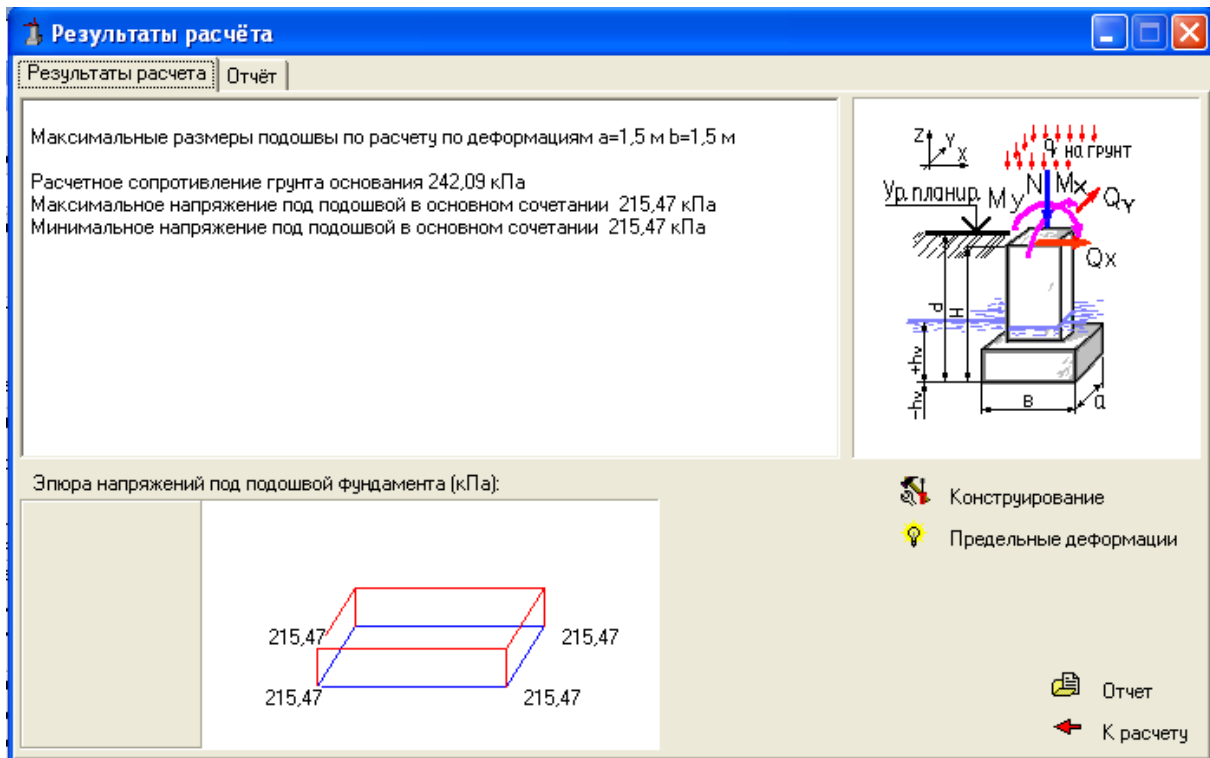 Результаты расчёта
Результаты расчета Отчёт
Максимальные размеры подошвы по расчету по деформациям a=1,5 м b=1,5 м
Расчетное сопротивление грунта основания 242,09 кПа
Максимальное напряжение под подошвой в основном сочетании 215,47 кПа
Минимальное напряжение под подошвой в основном сочетании 215,47 кПа
Z Y X
q на грунт
Ур. планир. My N Mx Qy
Qx
d H
+hv
-hv
B a
Эпюра напряжений под подошвой фундамента (кПа):
215,47 215,47
215,47 215,47
Конструирование
Предельные деформации
Отчет
К расчету